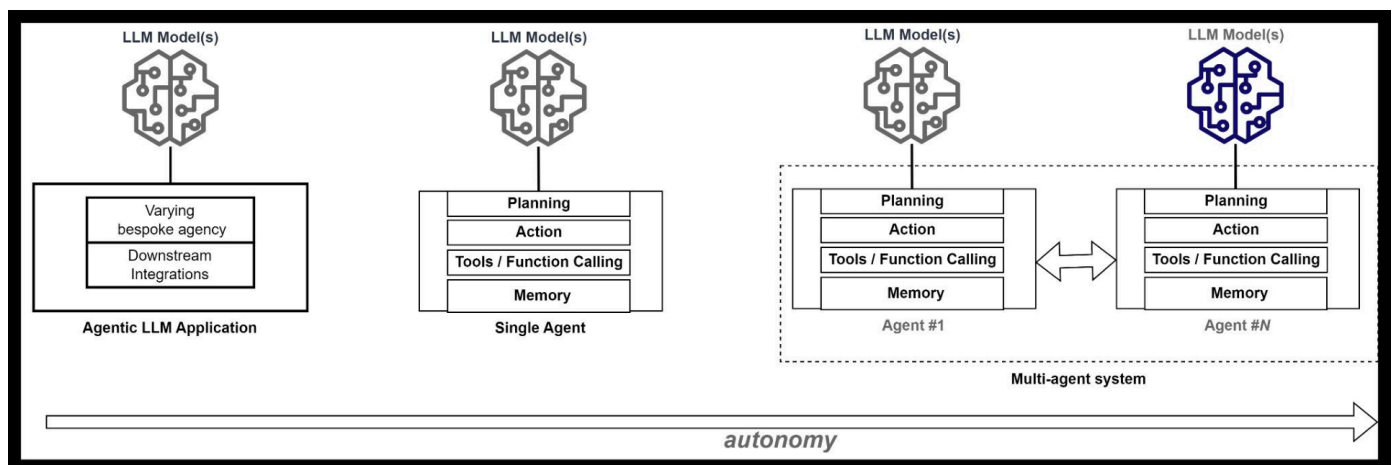 LLM Model(s)
LLM Model(s)
LLM Model(s)
LLM Model(s)
Varying
bespoke agency
Downstream
Integrations
Agentic LLM Application
Planning
Action
Tools / Function Calling
Memory
Single Agent
Planning
Action
Tools / Function Calling
Memory
Agent #1
Planning
Action
Tools / Function Calling
Memory
Agent #N
Multi-agent system
autonomy